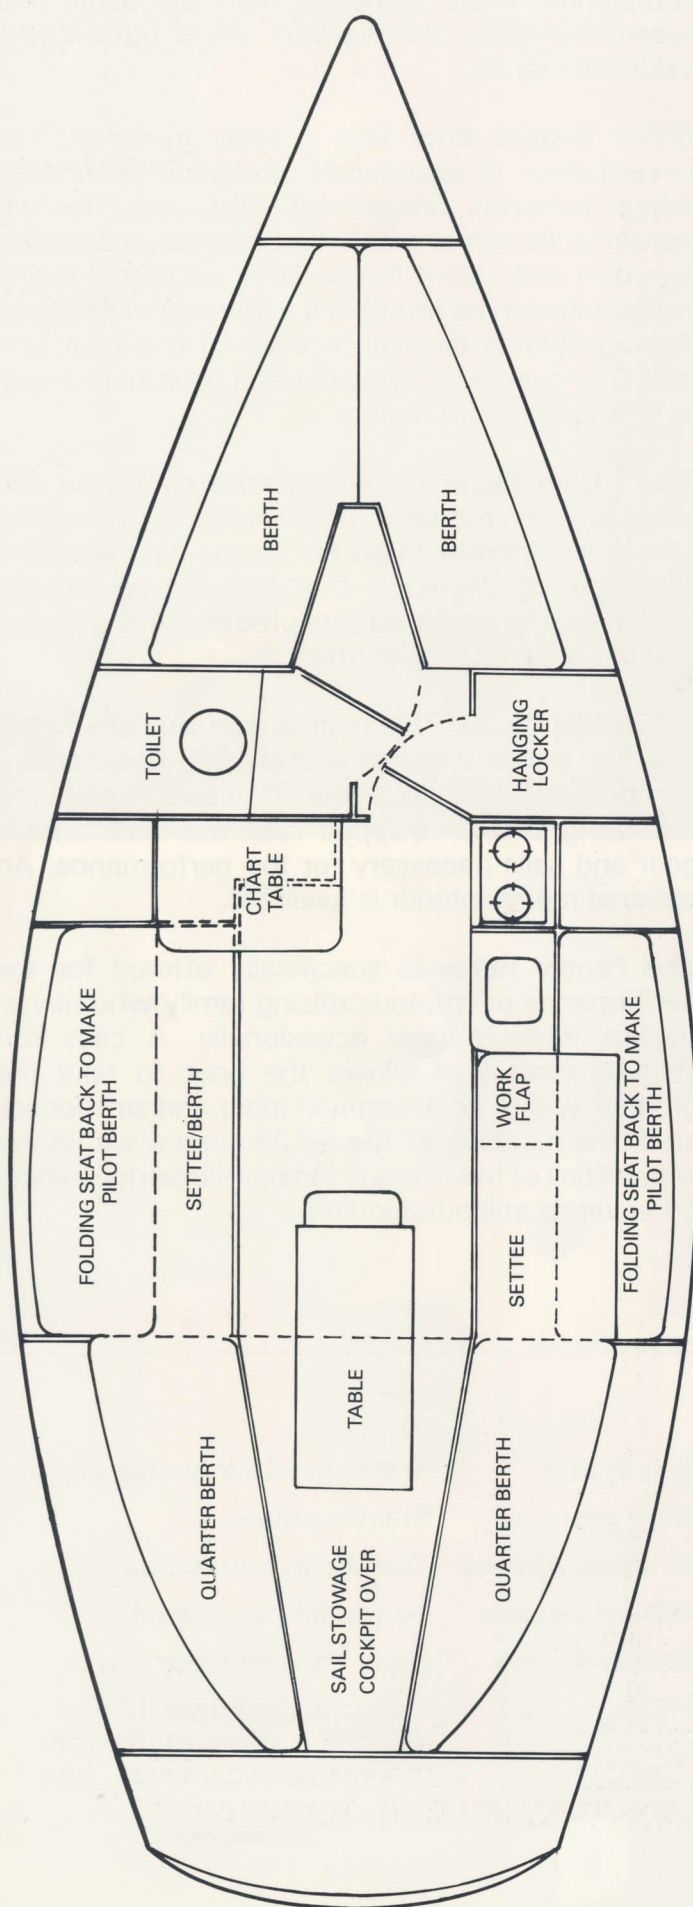 BERTH
BERTH
TOILET
HANGING
LOCKER
CHART
TABLE
FOLDING SEAT BACK TO MAKE
PILOT BERTH
SETTEE/BERTH
WORK
FLAP
SETTEE
FOLDING SEAT BACK TO MAKE
PILOT BERTH
TABLE
QUARTER BERTH
QUARTER BERTH
SAIL STOWAGE
COCKPIT OVER